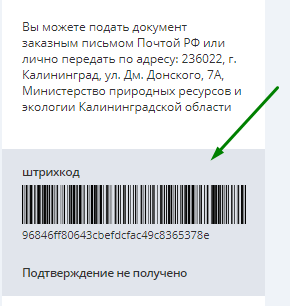 Вы можете подать документ
заказным письмом Почтой РФ или
лично передать по адресу: 236022, г.
Калининград, ул. Дм. Донского, 7А,
Министерство природных ресурсов и
экологии Калининградской области
штрихкод
96846ff80643cbefdcfac49c8365378e
Подтверждение не получено